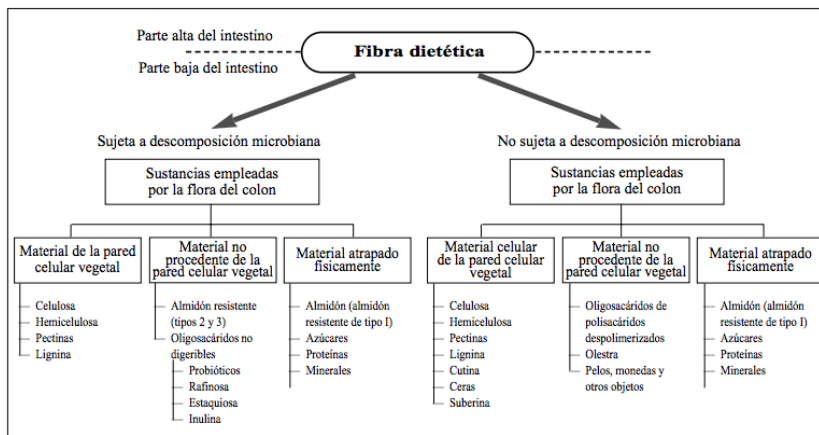 Parte alta del intestino
Fibra dietética
Parte baja del intestino
Sujeta a descomposición microbiana
Sustancias empleadas
por la flora del colon
Material de la pared
celular vegetal
Celulosa
Hemicelulosa
Pectinas
Lignina
Material no
procedente de
la pared celular vegetal
Almidón resistente
(tipos 2 y 3)
Oligosacáridos no
digeribles
Probióticos
Rafinosa
Estaquiosa
Inulina
Material atrapado
físicamente
Almidón (almidón
resistente de tipo I)
Azúcares
Proteínas
Minerales
No sujeta a descomposición microbiana
Sustancias empleadas
por la flora del colon
Material celular
de la pared celular
vegetal
Celulosa
Hemicelulosa
Pectinas
Lignina
Cutina
Ceras
Suberina
Material no
procedente de
la pared celular vegetal
Oligosacáridos de
polisacáridos
despolimerizados
Olestra
Pelos, monedas y
otros objetos
Material atrapado
físicamente
Almidón (almidón
resistente de tipo I)
Azúcares
Proteínas
Minerales